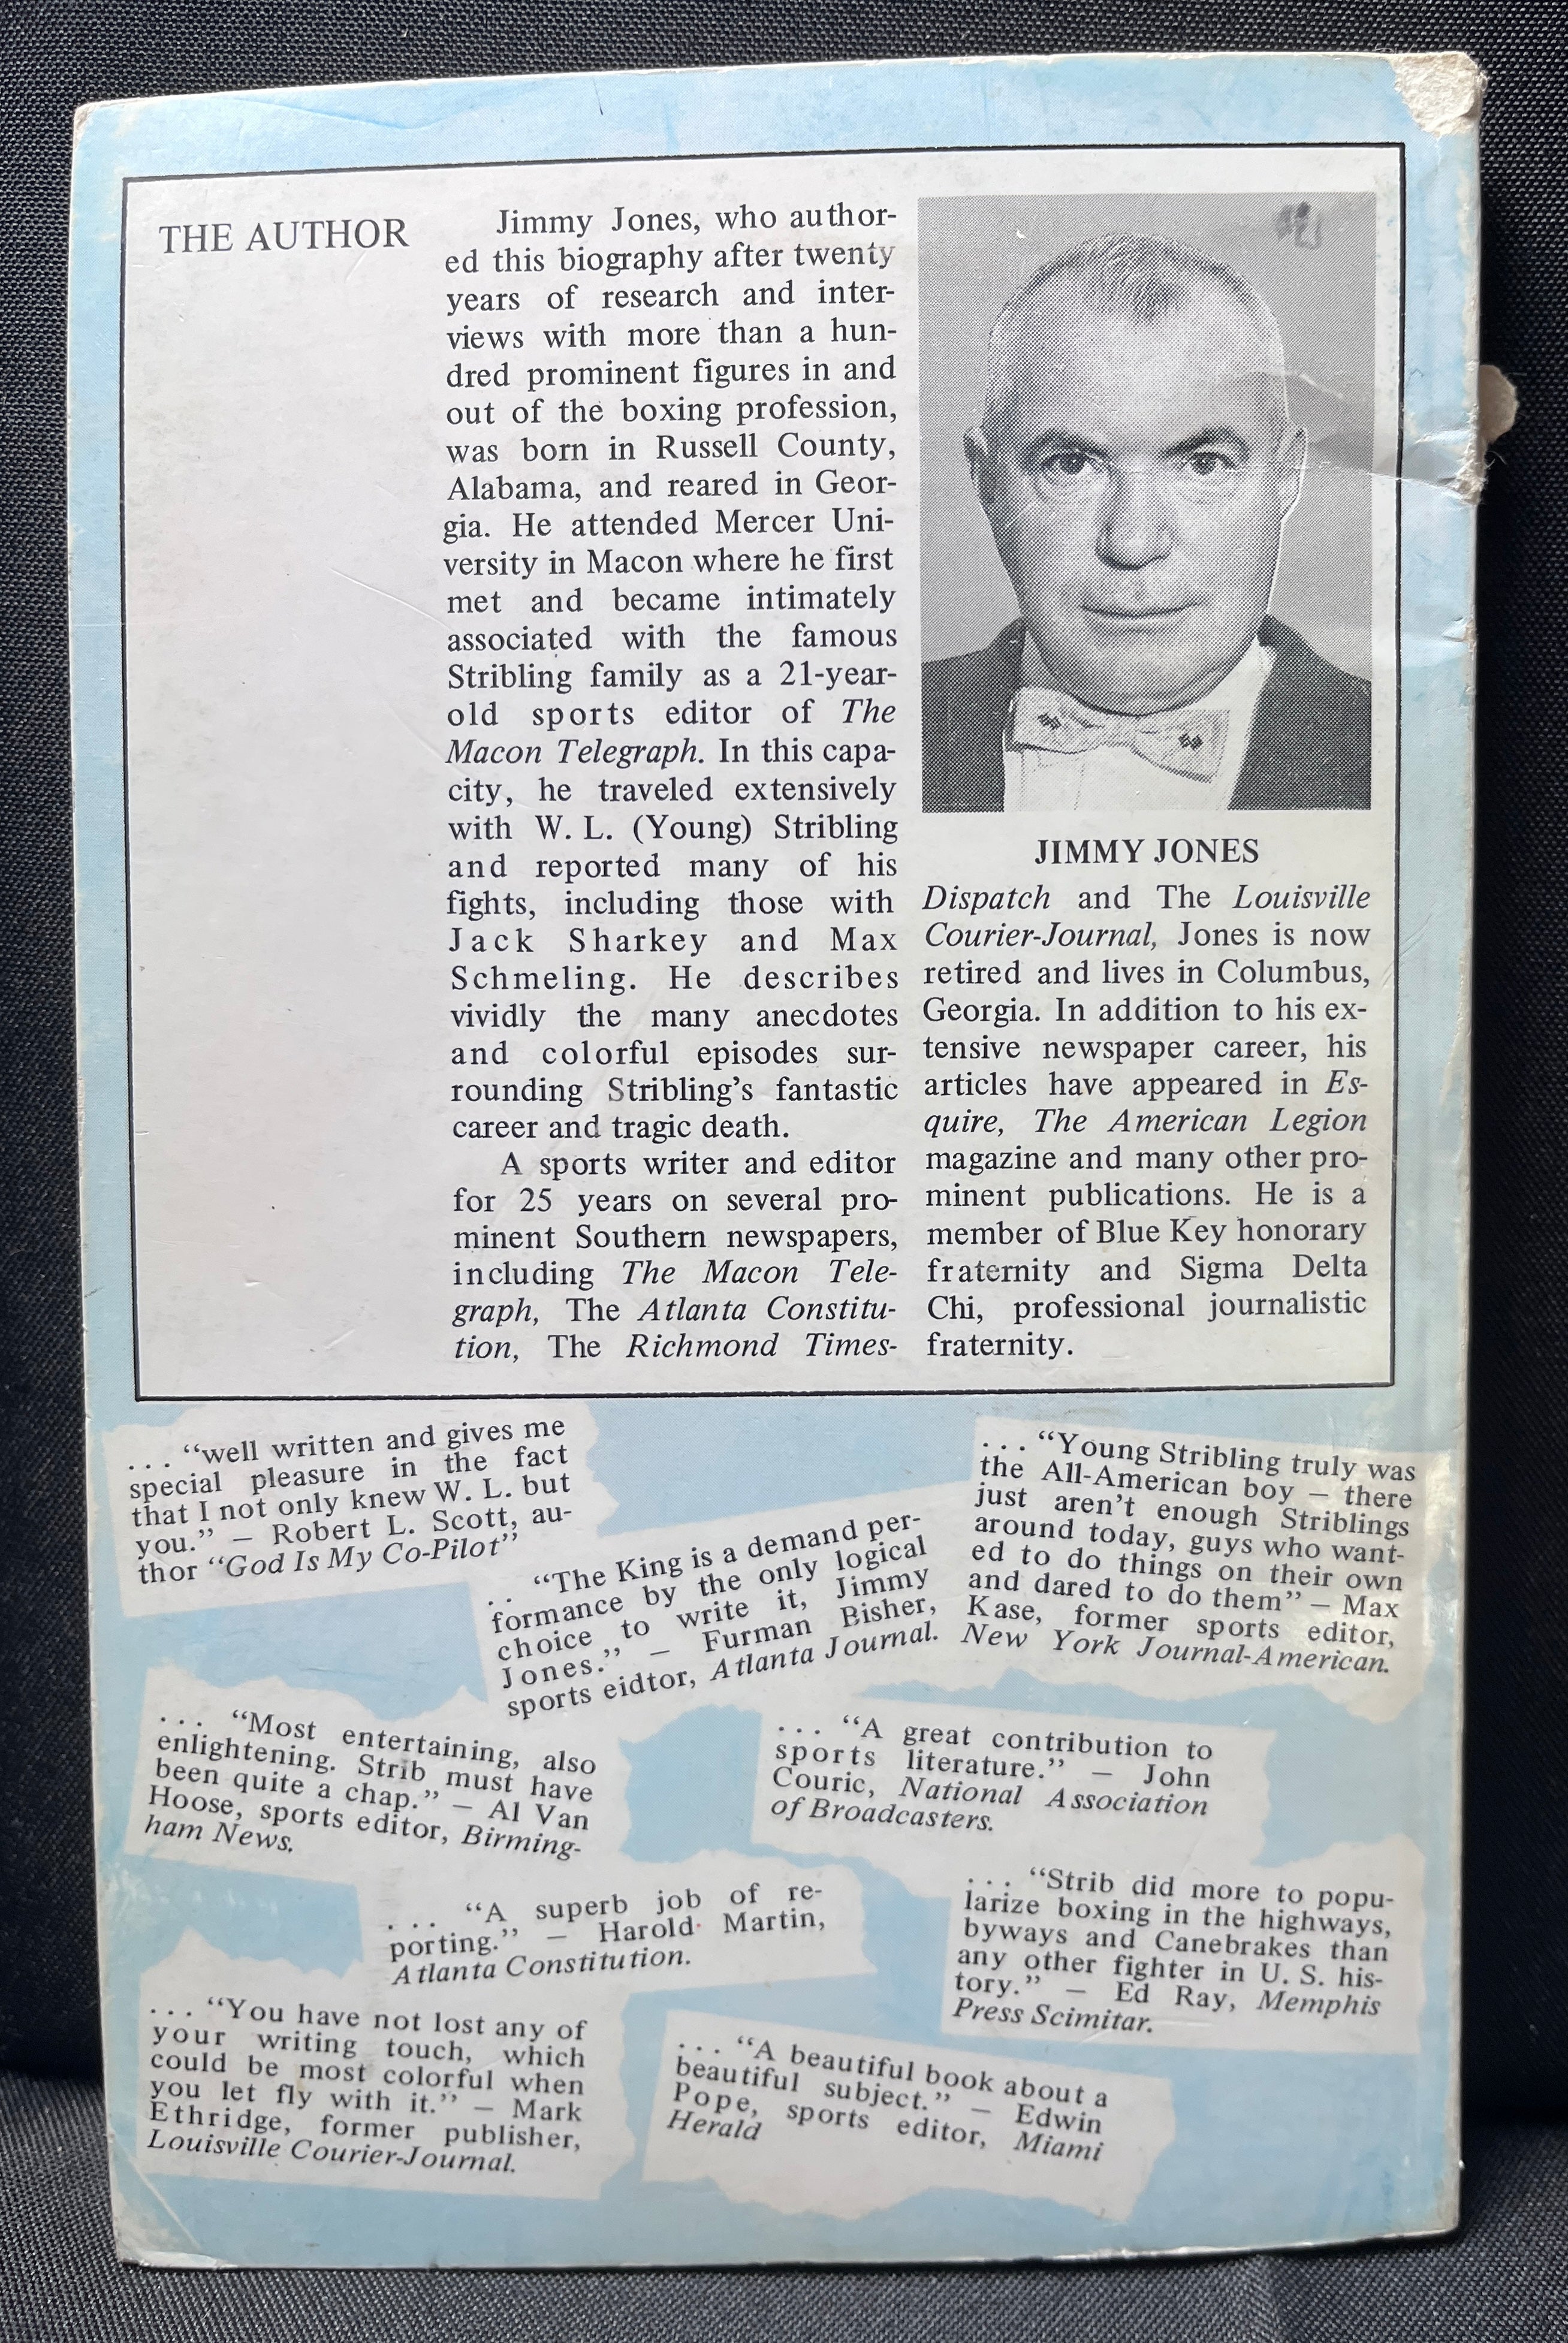 THE AUTHOR
Jimmy Jones, who author-
ed this biography after twenty
years of research and inter-
views with more than a hun-
dred prominent figures in and
out of the boxing profession,
was born in Russell County,
Alabama, and reared in Geor-
gia. He attended Mercer Uni-
versity in Macon where he first
met and became intimately
associated with the famous
Stribling family as a 21-year-
old sports editor of The
Macon Telegraph. In this capa-
city, he traveled extensively
with W. L. (Young) Stribling
and reported many of his
fights, including those with
Jack Sharkey and Max
Schmeling. He describes
vividly the many anecdotes
and colorful episodes sur-
rounding Stribling's fantastic
career and tragic death.
A sports writer and editor
for 25 years on several pro-
minent Southern newspapers,
including The Macon Tele-
graph, The Atlanta Constitu-
tion, The Richmond Times-
JIMMY JONES
Dispatch and The Louisville
Courier-Journal, Jones is now
retired and lives in Columbus,
Georgia. In addition to his ex-
tensive newspaper career, his
articles have appeared in Es-
quire, The American Legion
magazine and many other pro-
minent publications. He is a
member of Blue Key honorary
fraternity and Sigma Delta
Chi, professional journalistic
fraternity.
... "well written and gives me
special pleasure in the fact
that I not only knew W. L. but
you." — Robert L. Scott, au-
thor "God Is My Co-Pilot"
.. "The King is a demand per-
formance by the only logical
choice to write it, Jimmy
Jones." — Furman Bisher,
sports eidtor, Atlanta Journal.
... "Young Stribling truly was
the All-American boy — there
just aren't enough Striblings
around today, guys who want-
ed to do things on their own
and dared to do them" — Max
Kase, former sports editor,
New York Journal-American.
... "Most entertaining, also
enlightening. Strib must have
been quite a chap." — Al Van
Hoose, sports editor, Birming-
ham News.
... "A great contribution to
sports literature." — John
Couric, National Association
of Broadcasters.
... "A superb job of re-
porting." — Harold Martin,
Atlanta Constitution.
... "Strib did more to popu-
larize boxing in the highways,
byways and Canebrakes than
any other fighter in U. S. his-
tory." — Ed Ray, Memphis
Press Scimitar.
... "You have not lost any of
your writing touch, which
could be most colorful when
you let fly with it." — Mark
Ethridge, former publisher,
Louisville Courier-Journal.
... "A beautiful book about a
beautiful subject." — Edwin
Pope, sports editor, Miami
Herald